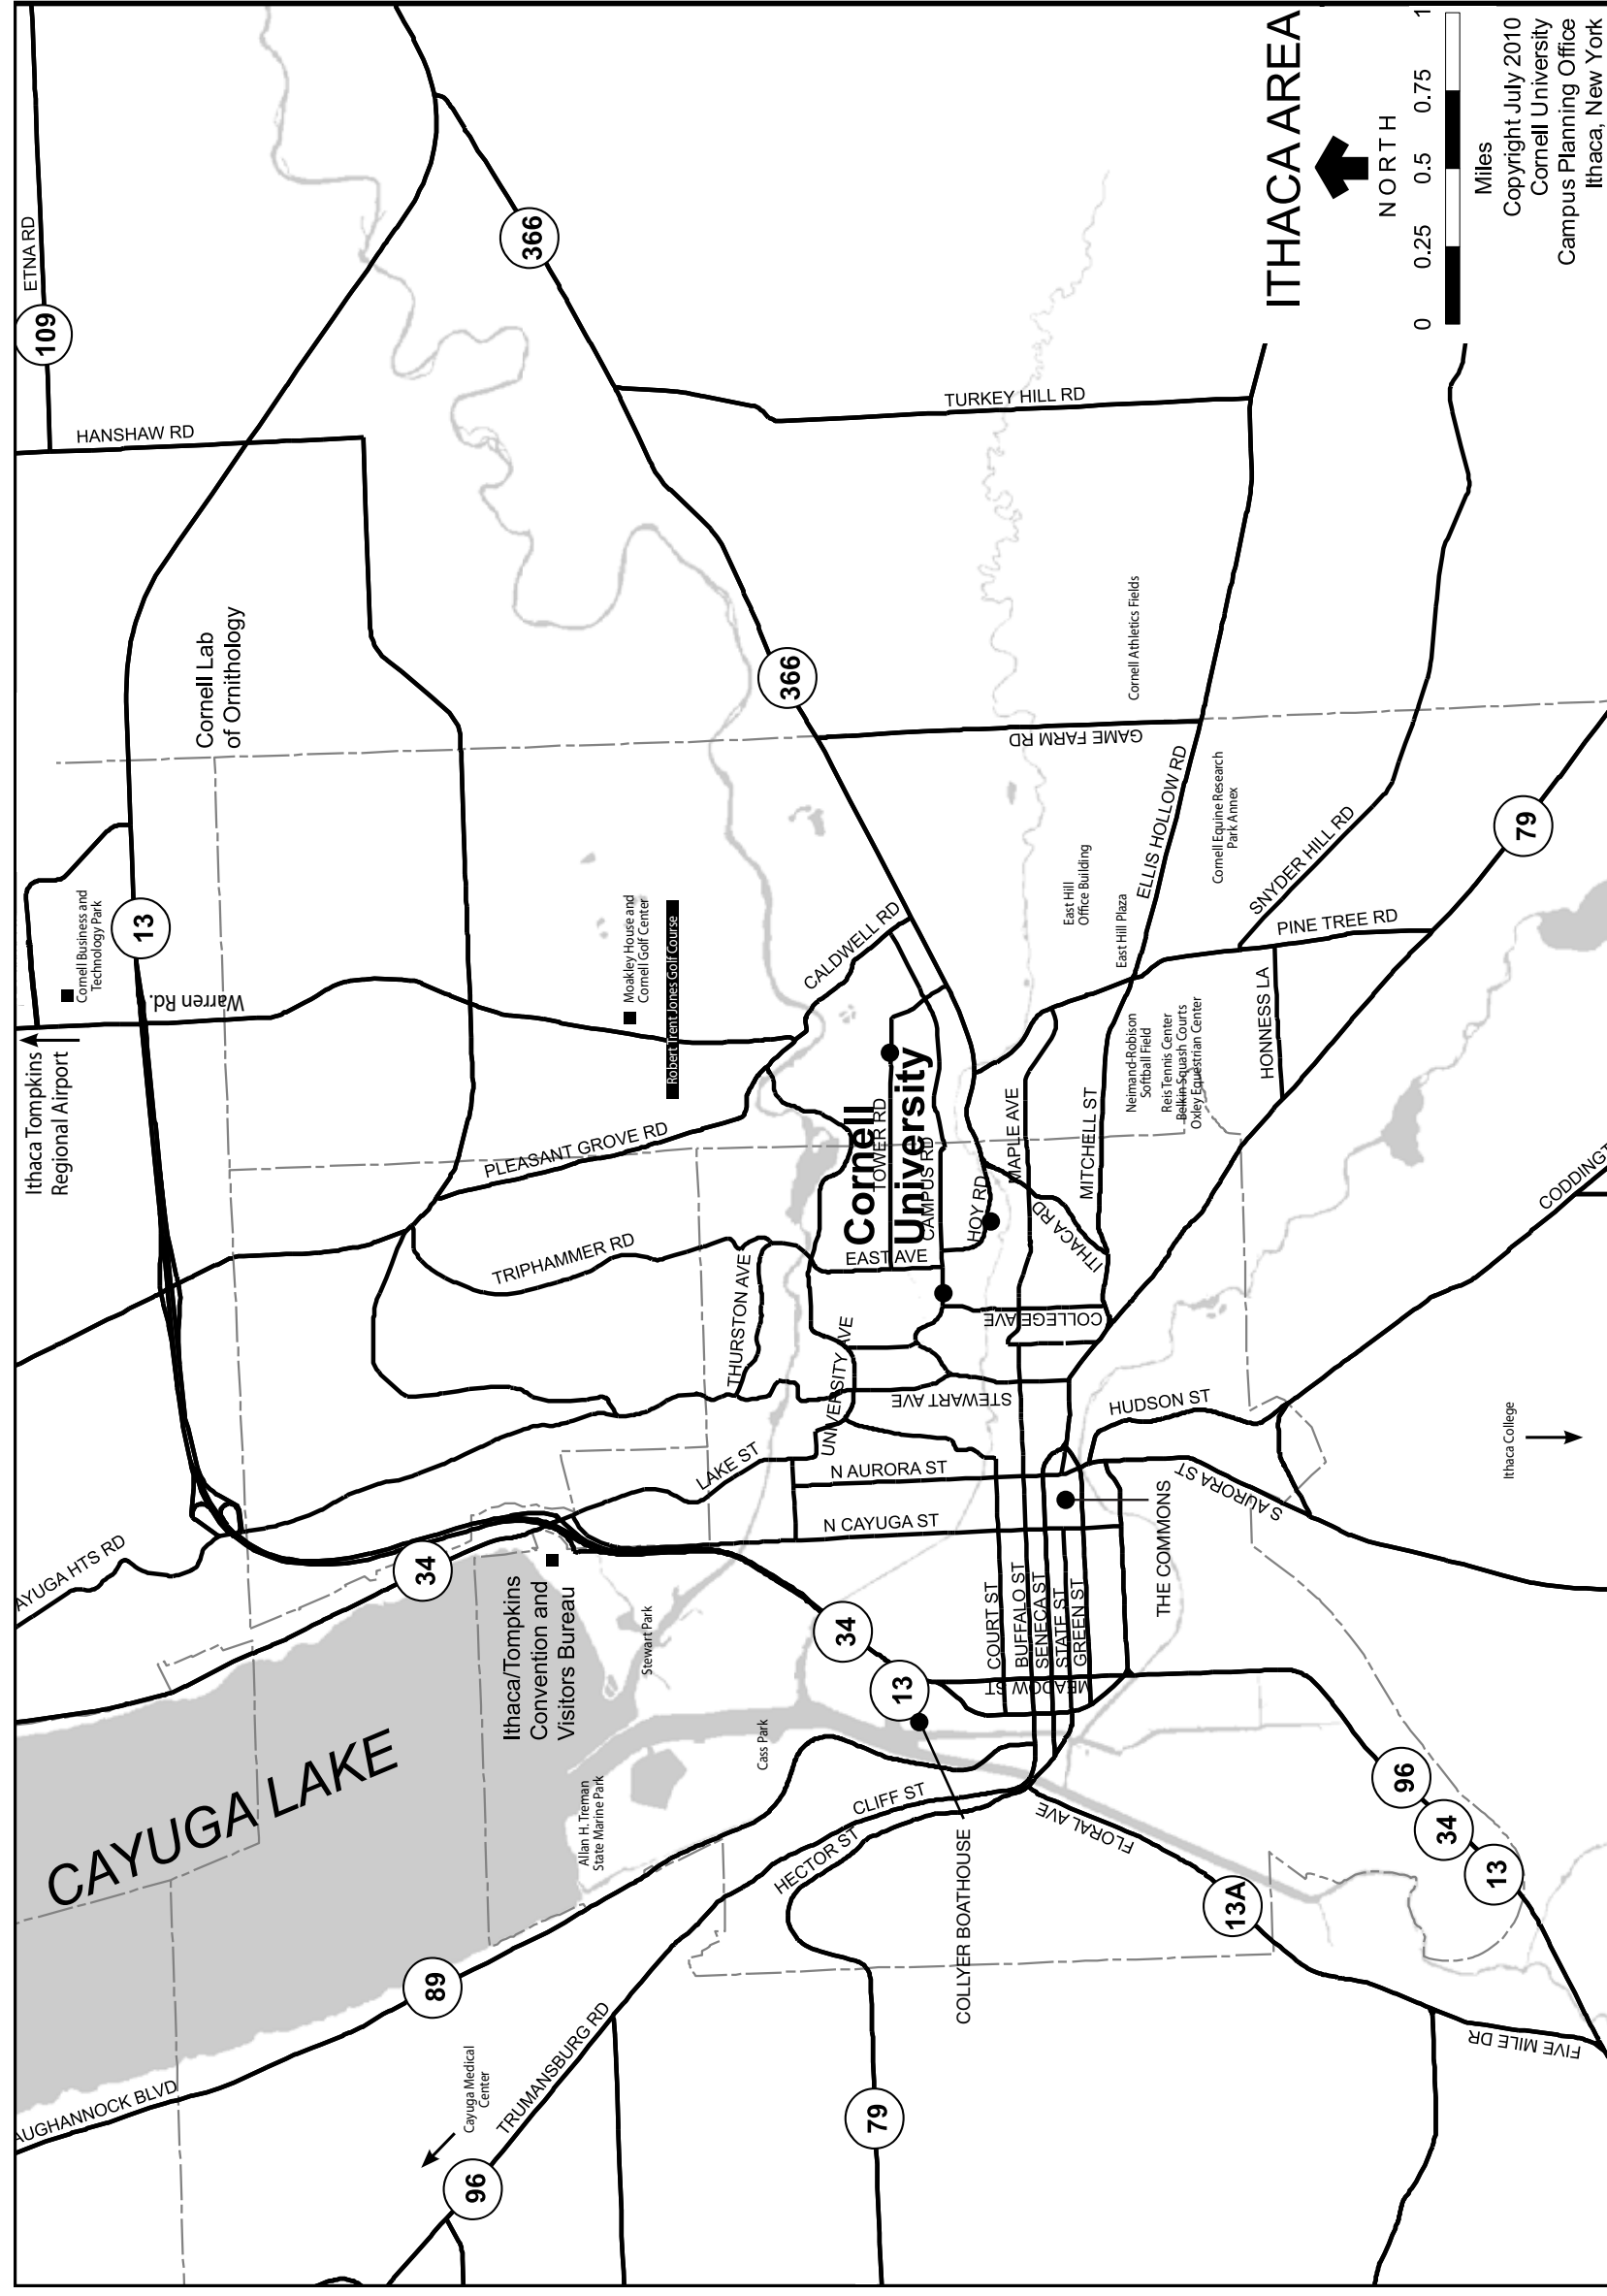 ITHACA AREA
NORTH
0 0.25 0.5 0.75 1
Miles
Copyright July 2010
Cornell University
Campus Planning Office
Ithaca, New York
CAYUGA LAKE
AUGHANNOCK BLVD
89
Cayuga Medical
Center
96
TRUMANSBURG RD
79
HECTOR ST
CLIFF ST
Allan H. Treman
State Marine Park
Cass Park
Stewart Park
Ithaca/Tompkins
Convention and
Visitors Bureau
34
AYUGA HTS RD
34
13
COLLYER BOATHOUSE
FLORAL AVE
13A
FIVE MILE DR
96
34
13
COURT ST
BUFFALO ST
SENECA ST
STATE ST
GREEN ST
MEADOW ST
THE COMMONS
N CAYUGA ST
N AURORA ST
LAKE ST
UNIVERSITY AVE
STEWART AVE
S AURORA ST
HUDSON ST
Ithaca College
CODDINGT
THURSTON AVE
TRIPHAMMER RD
PLEASANT GROVE RD
EAST AVE
Cornell
University
TOWER RD
CAMPUS RD
HOY RD
COLLEGE AVE
ITHACA RD
MAPLE AVE
MITCHELL ST
Ithaca Tompkins
Regional Airport
Warren Rd.
Cornell Business and
Technology Park
13
Moakley House and
Cornell Golf Center
Robert Trent Jones Golf Course
CALDWELL RD
East Hill
Office Building
East Hill Plaza
ELLIS HOLLOW RD
Neimand-Robison
Softball Field
Reis Tennis Center
Belkin Squash Courts
Oxley Equestrian Center
HONNESS LA
PINE TREE RD
SNYDER HILL RD
Cornell Equine Research
Park Annex
79
Cornell Lab
of Ornithology
366
GAME FARM RD
Cornell Athletics Fields
TURKEY HILL RD
366
HANSHAW RD
109
ETNA RD